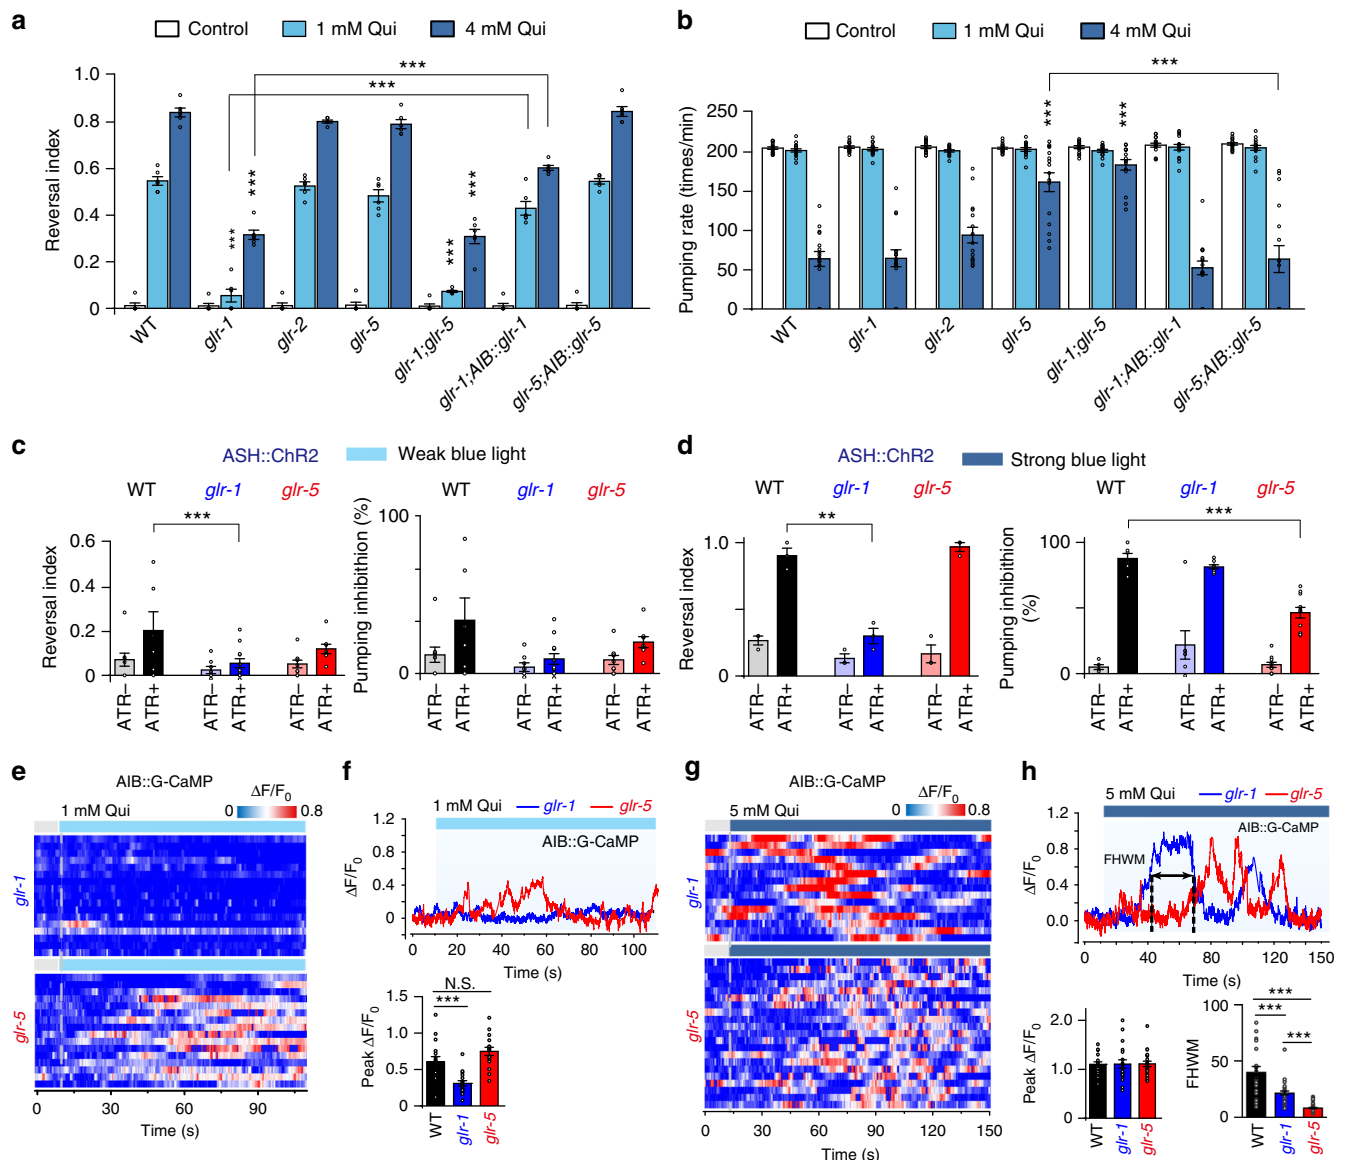 a
Control 1 mM Qui 4 mM Qui
***
***
1.0
0.8
0.6
0.4
0.2
0
Reversal index
***
***
***
***
WT glr-1 glr-2 glr-5 glr-1;glr-5 glr-1;AIB::glr-1 glr-5;AIB::glr-5
b
Control 1 mM Qui 4 mM Qui
***
250
200
150
100
50
0
Pumping rate (times/min)
***
***
WT glr-1 glr-2 glr-5 glr-1;glr-5 glr-1;AIB::glr-1 glr-5;AIB::glr-5
c
ASH::ChR2 Weak blue light
WT glr-1 glr-5
***
0.6
0.4
0.2
0
Reversal index
ATR– ATR+ ATR– ATR+ ATR– ATR+
WT glr-1 glr-5
100
0
Pumping inhibithion (%)
ATR– ATR+ ATR– ATR+ ATR– ATR+
d
ASH::ChR2 Strong blue light
WT glr-1 glr-5
**
1.0
0
Reversal index
ATR– ATR+ ATR– ATR+ ATR– ATR+
WT glr-1 glr-5
***
100
0
Pumping inhibithion
(%)
ATR– ATR+ ATR– ATR+ ATR– ATR+
e
AIB::G-CaMP
ΔF/F0
1 mM Qui 0 0.8
glr-1
glr-5
0 30 60 90
Time (s)
f
1 mM Qui glr-1 glr-5
AIB::G-CaMP
1.2
0.8
0.4
0
ΔF/F0
0 20 40 60 80 100
Time (s)
N.S.
***
1.5
1.0
0.5
0
Peak ΔF/F0
WT glr-1 glr-5
g
AIB::G-CaMP
ΔF/F0
5 mM Qui 0 0.8
glr-1
glr-5
0 30 60 90 120 150
Time (s)
h
5 mM Qui glr-1 glr-5
AIB::G-CaMP
FHWM
1.2
0.8
0.4
0.0
ΔF/F0
0 40 80 120 150
Time (s)
2.0
1.0
0
Peak ΔF/F0
WT glr-1 glr-5
***
***
***
100
50
0
FHWM
WT glr-1 glr-5